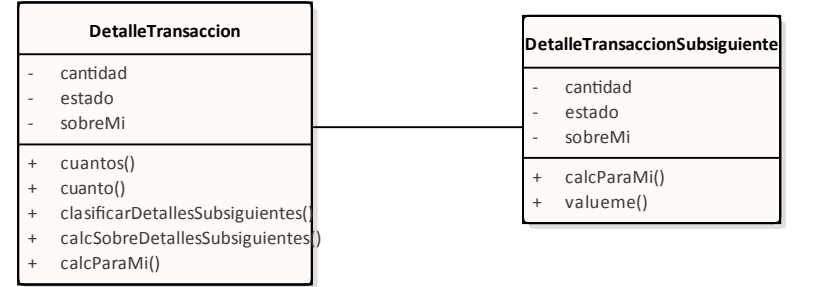 DetalleTransaccion
- cantidad
- estado
- sobreMi
+ cuantos()
+ cuanto()
+ clasificarDetallesSubsiguientes()
+ calcSobreDetallesSubsiguientes()
+ calcParaMi()
DetalleTransaccionSubsiguiente
- cantidad
- estado
- sobreMi
+ calcParaMi()
+ valueme()